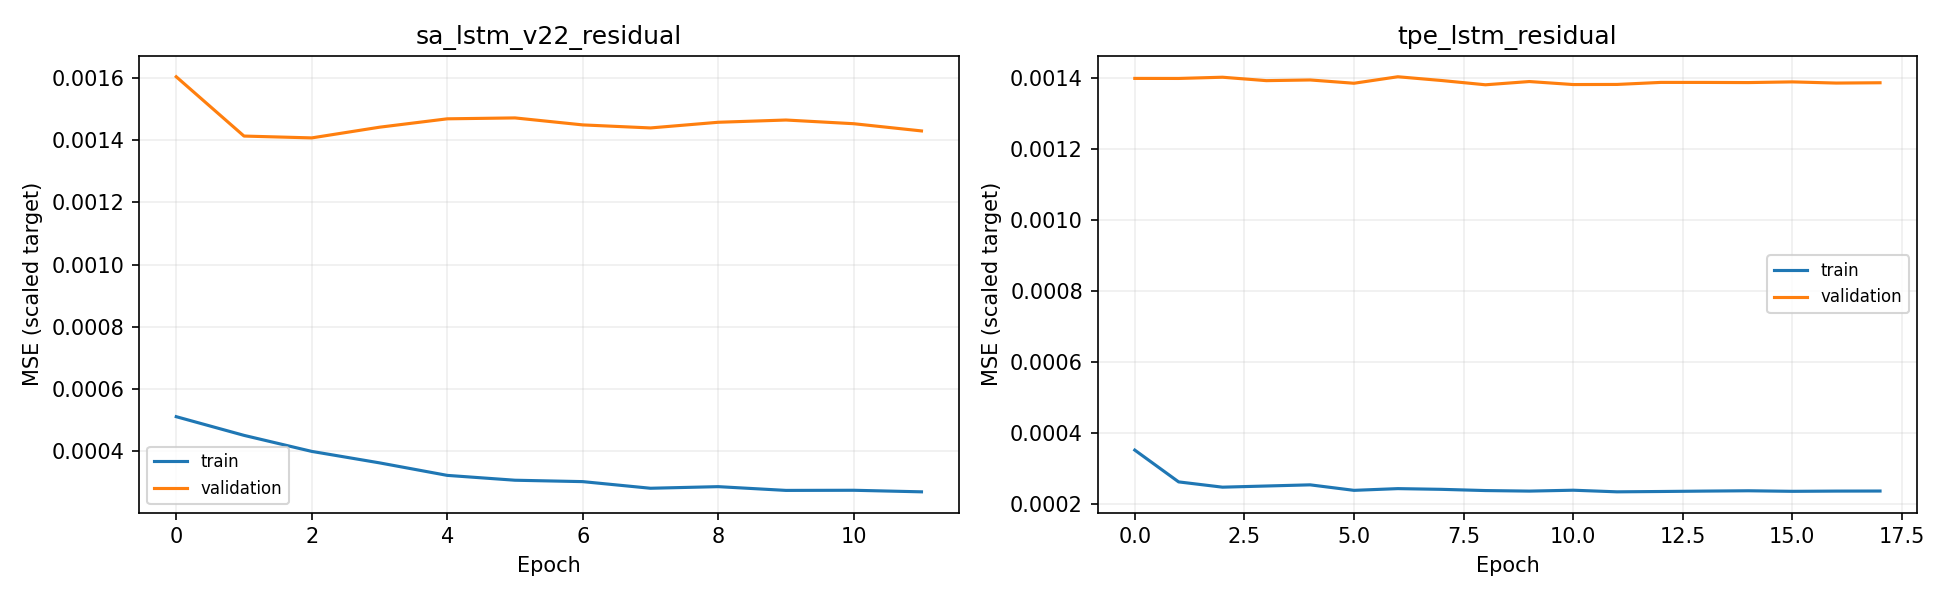 sa_lstm_v22_residual
MSE (scaled target)
0.0016
0.0014
0.0012
0.0010
0.0008
0.0006
0.0004
train
validation
0 2 4 6 8 10
Epoch
tpe_lstm_residual
MSE (scaled target)
0.0014
0.0012
0.0010
0.0008
0.0006
0.0004
0.0002
train
validation
0.0 2.5 5.0 7.5 10.0 12.5 15.0 17.5
Epoch